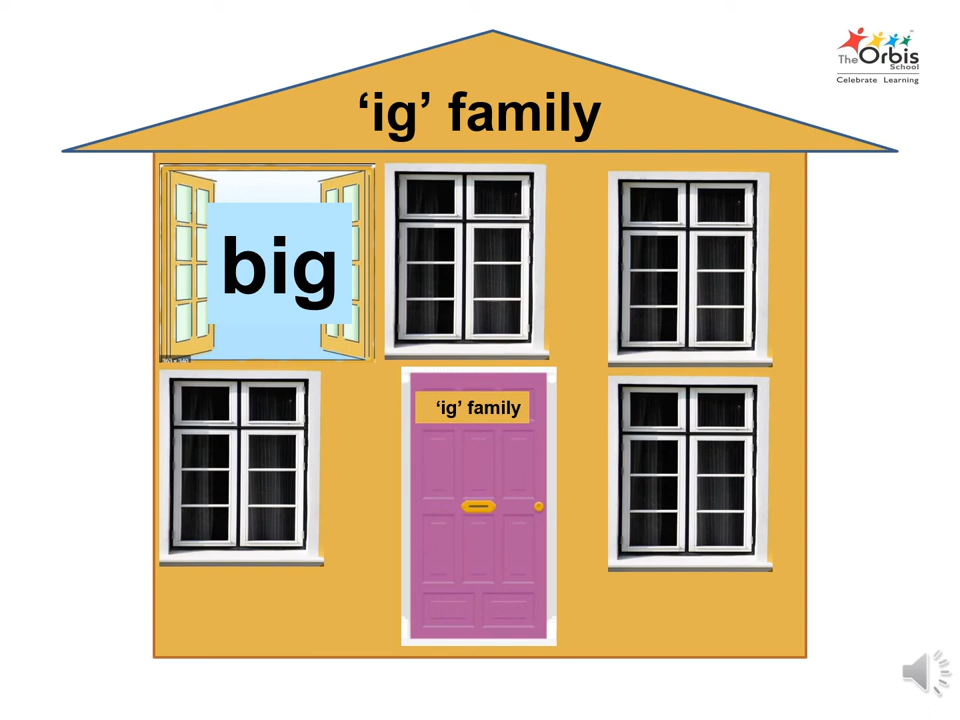 The Orbis
School
Celebrate Learning
‘ig’ family
big
‘ig’ family